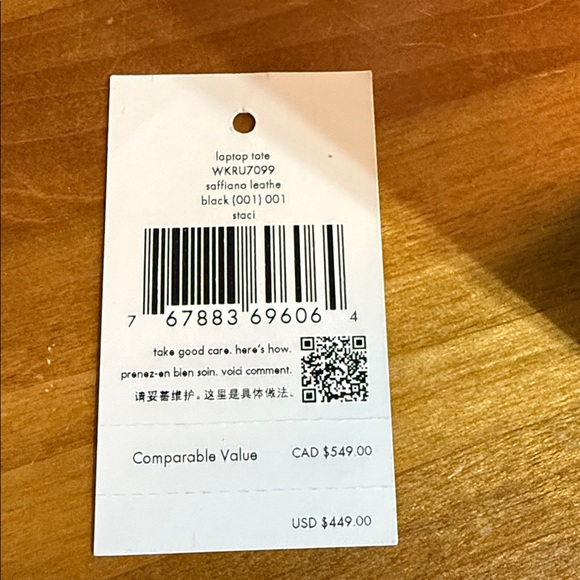 laptop tote
WKRU7099
saffiano leathe
black (001) 001
staci
7 67883 69606 4
take good care. here's how.
prenez-en bien soin. voici comment.
请妥善维护。这里是具体做法。
Comparable Value CAD $549.00
USD $449.00